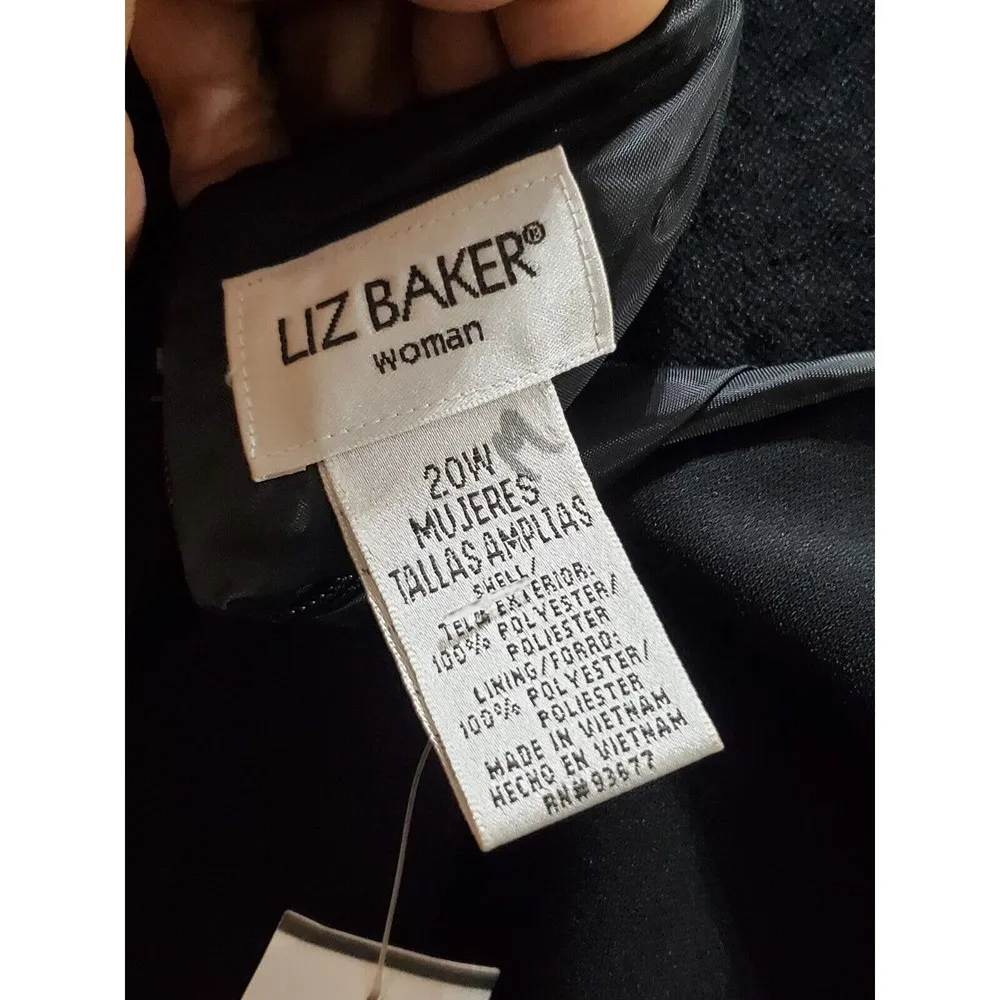 LIZ BAKER®
woman
M
20W
MUJERES
TALLAS AMPLIAS
SHELL/
TELA EXTERIOR:
100% POLYESTER/
POLIESTER
LINING/FORRO:
100% POLYESTER/
POLIESTER
MADE IN VIETNAM
HECHO EN VIETNAM
RN#93677